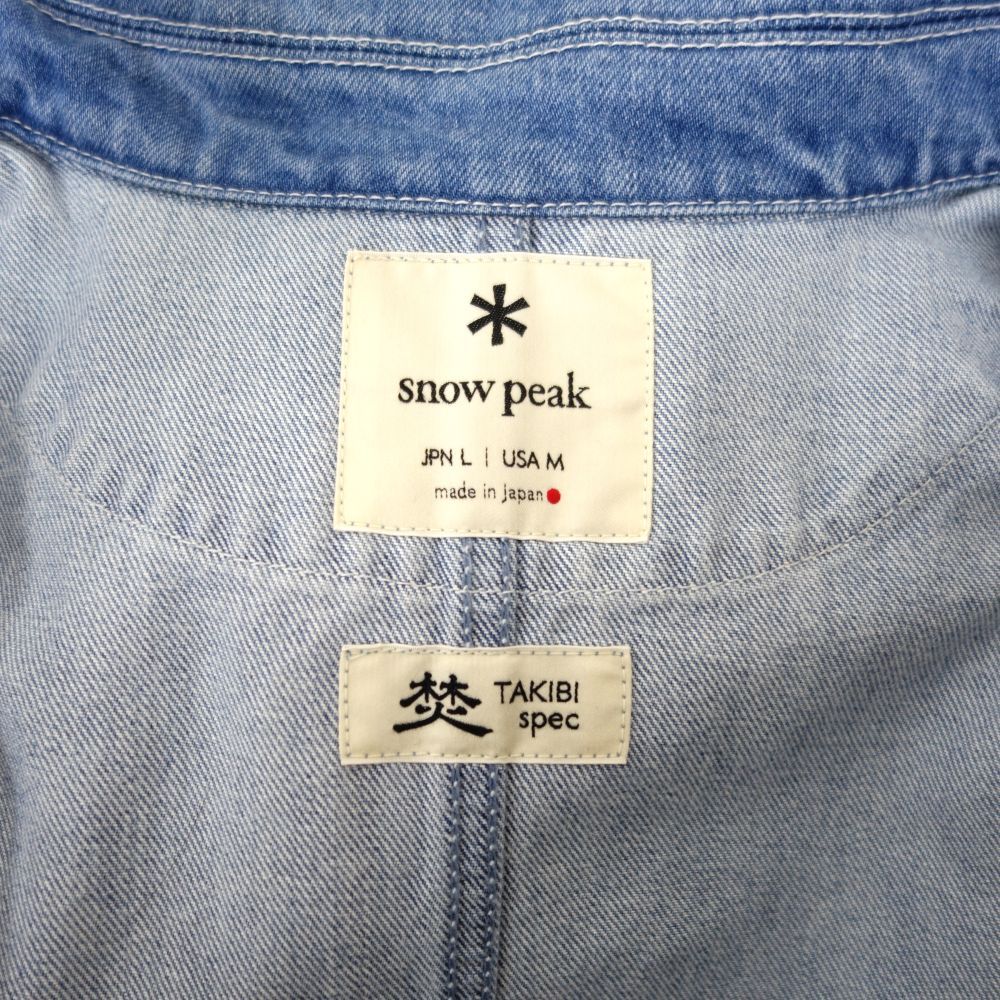 snow peak
JPN L | USA M
made in japan
焚 TAKIBI
spec